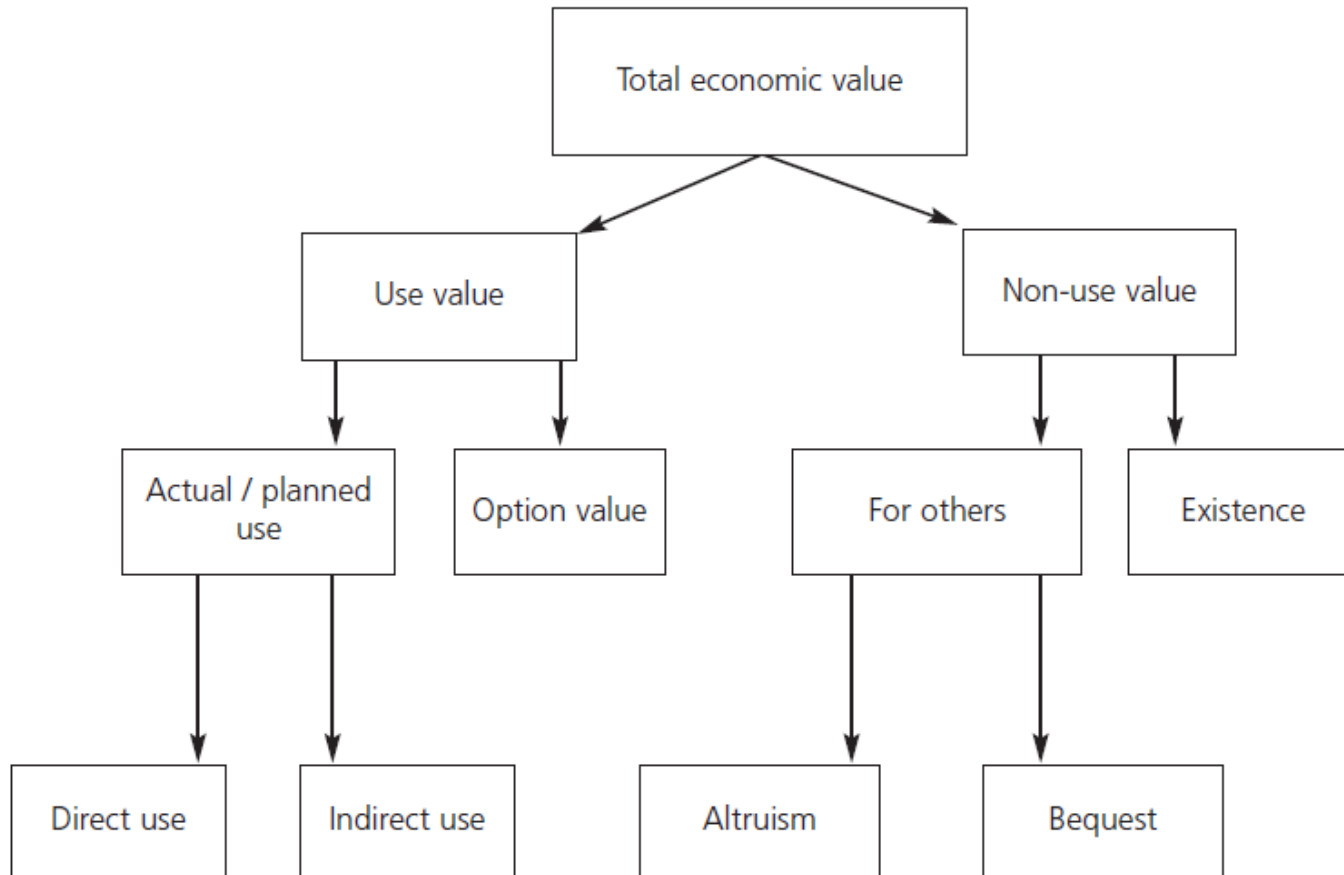 Total economic value
Use value
Non-use value
Actual / planned
use
Option value
For others
Existence
Direct use
Indirect use
Altruism
Bequest